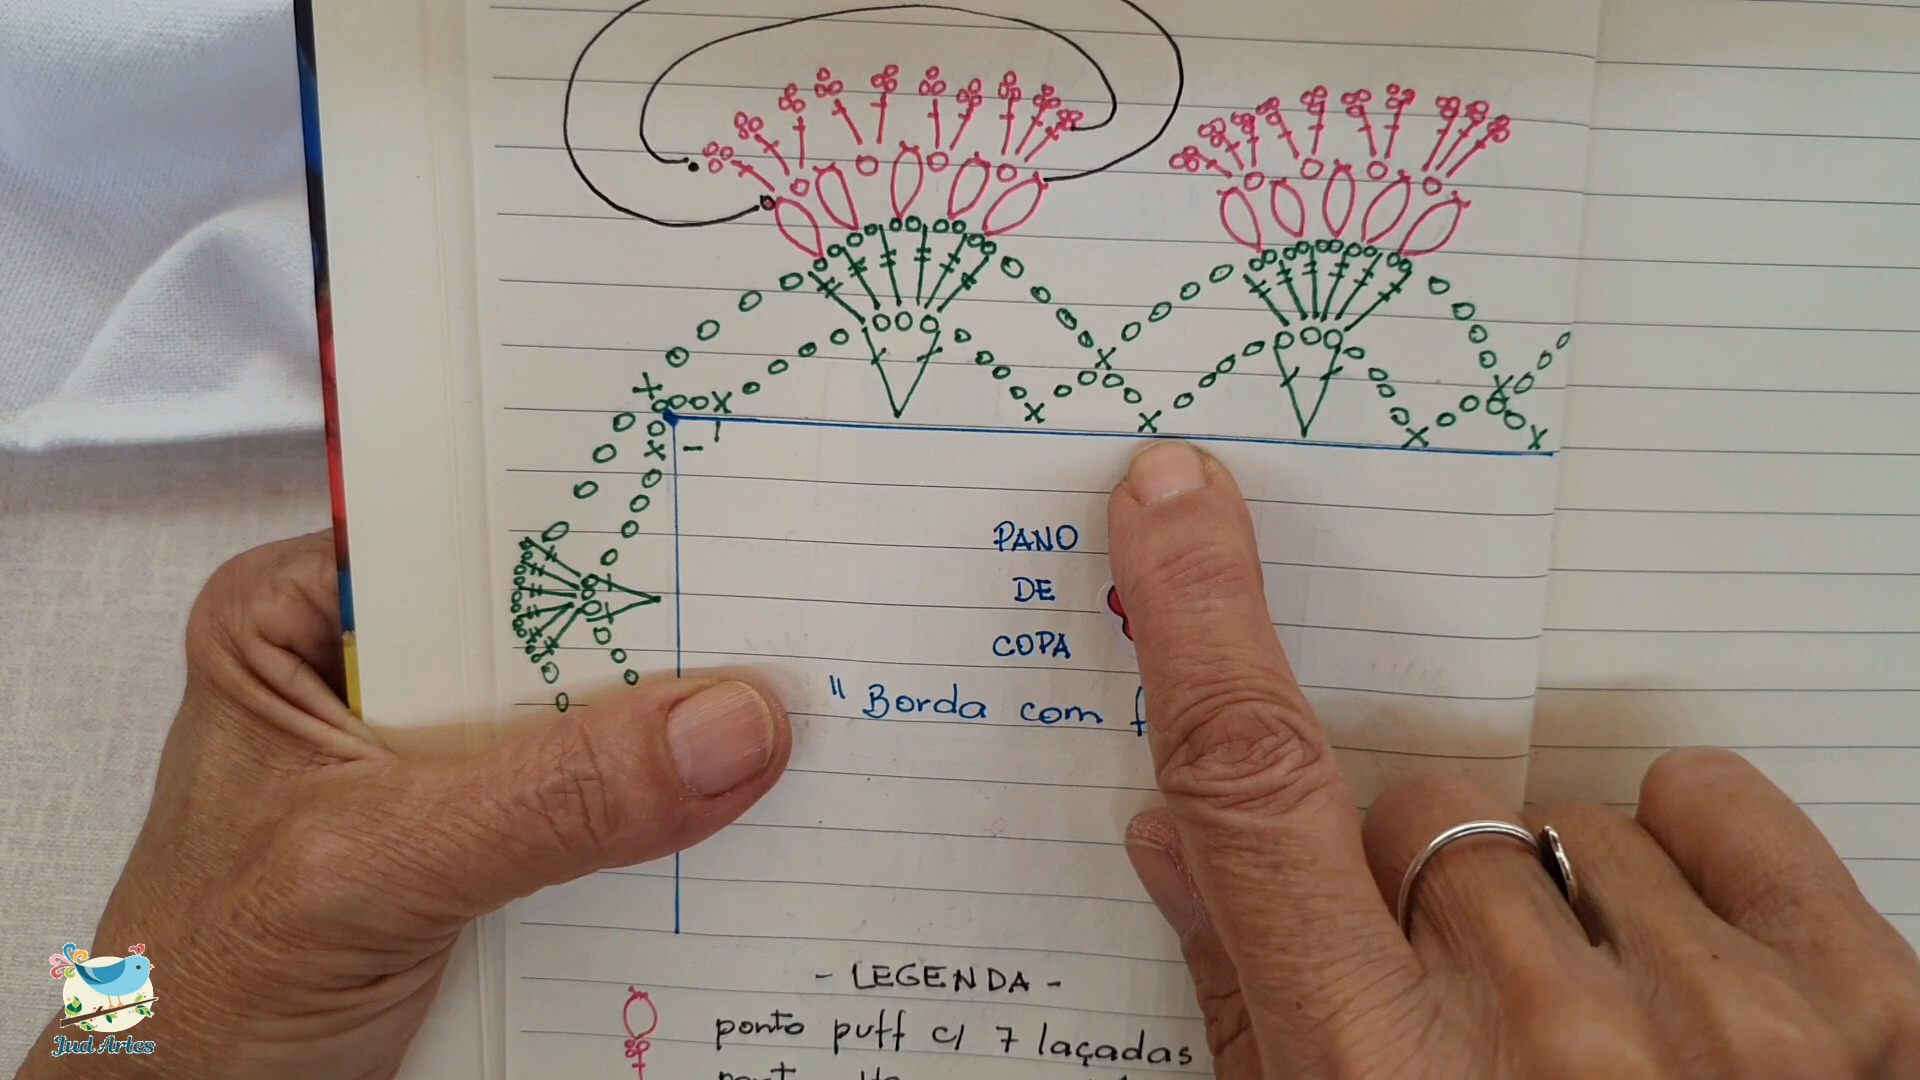 PANO
DE
COPA
" Borda com
- LEGENDA -
ponto puff c/ 7 laçadas
Jud Artes